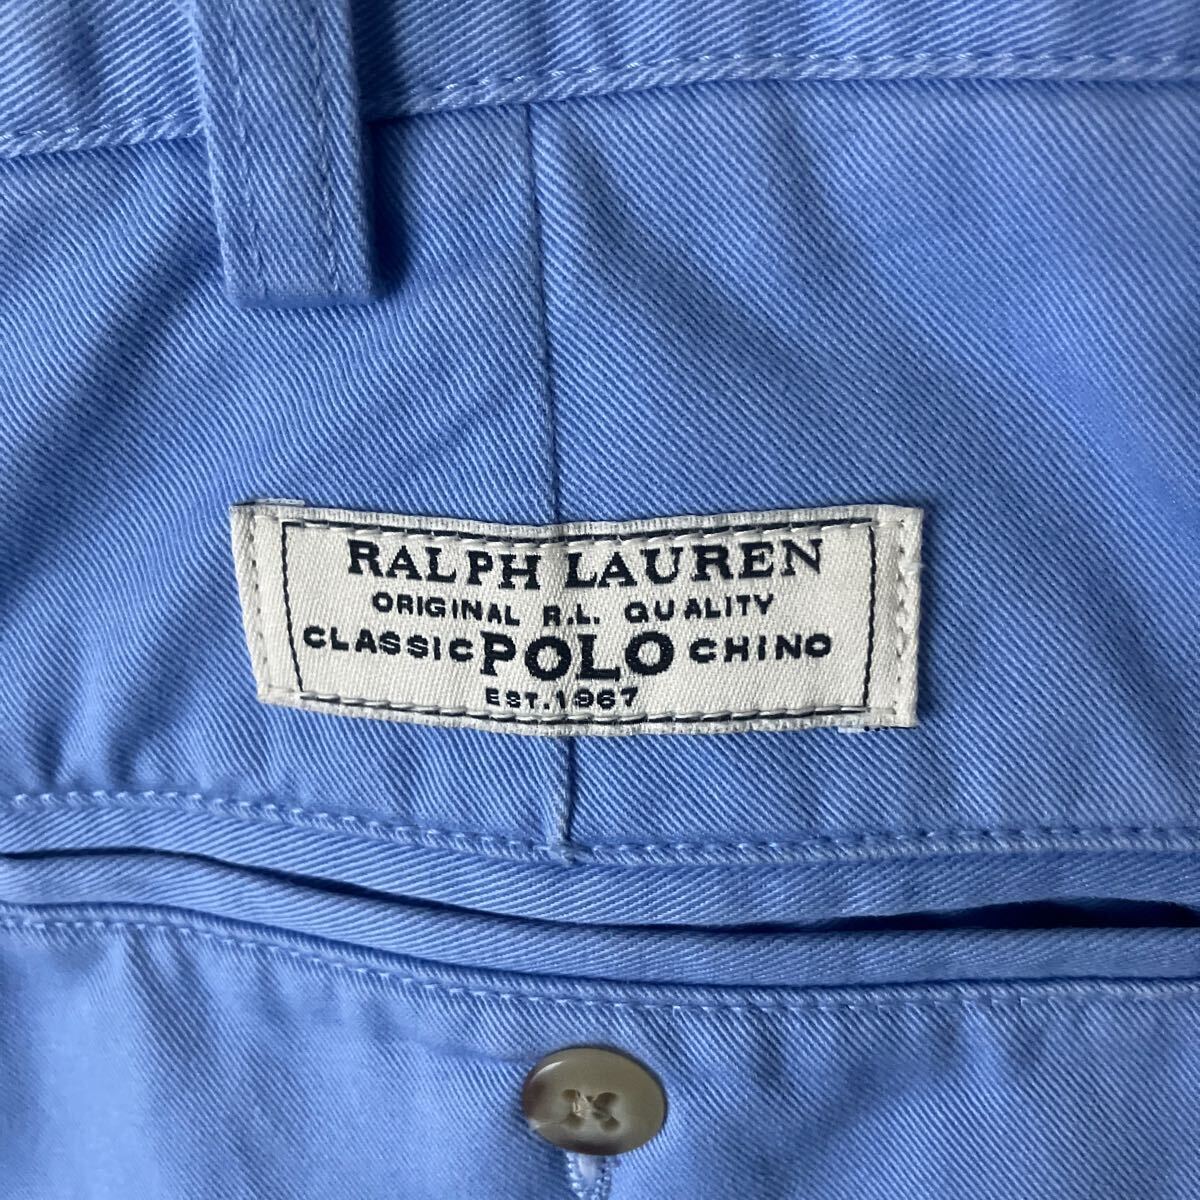 RALPH LAUREN
ORIGINAL R.L. QUALITY
CLASSIC POLO CHINO
EST. 1967